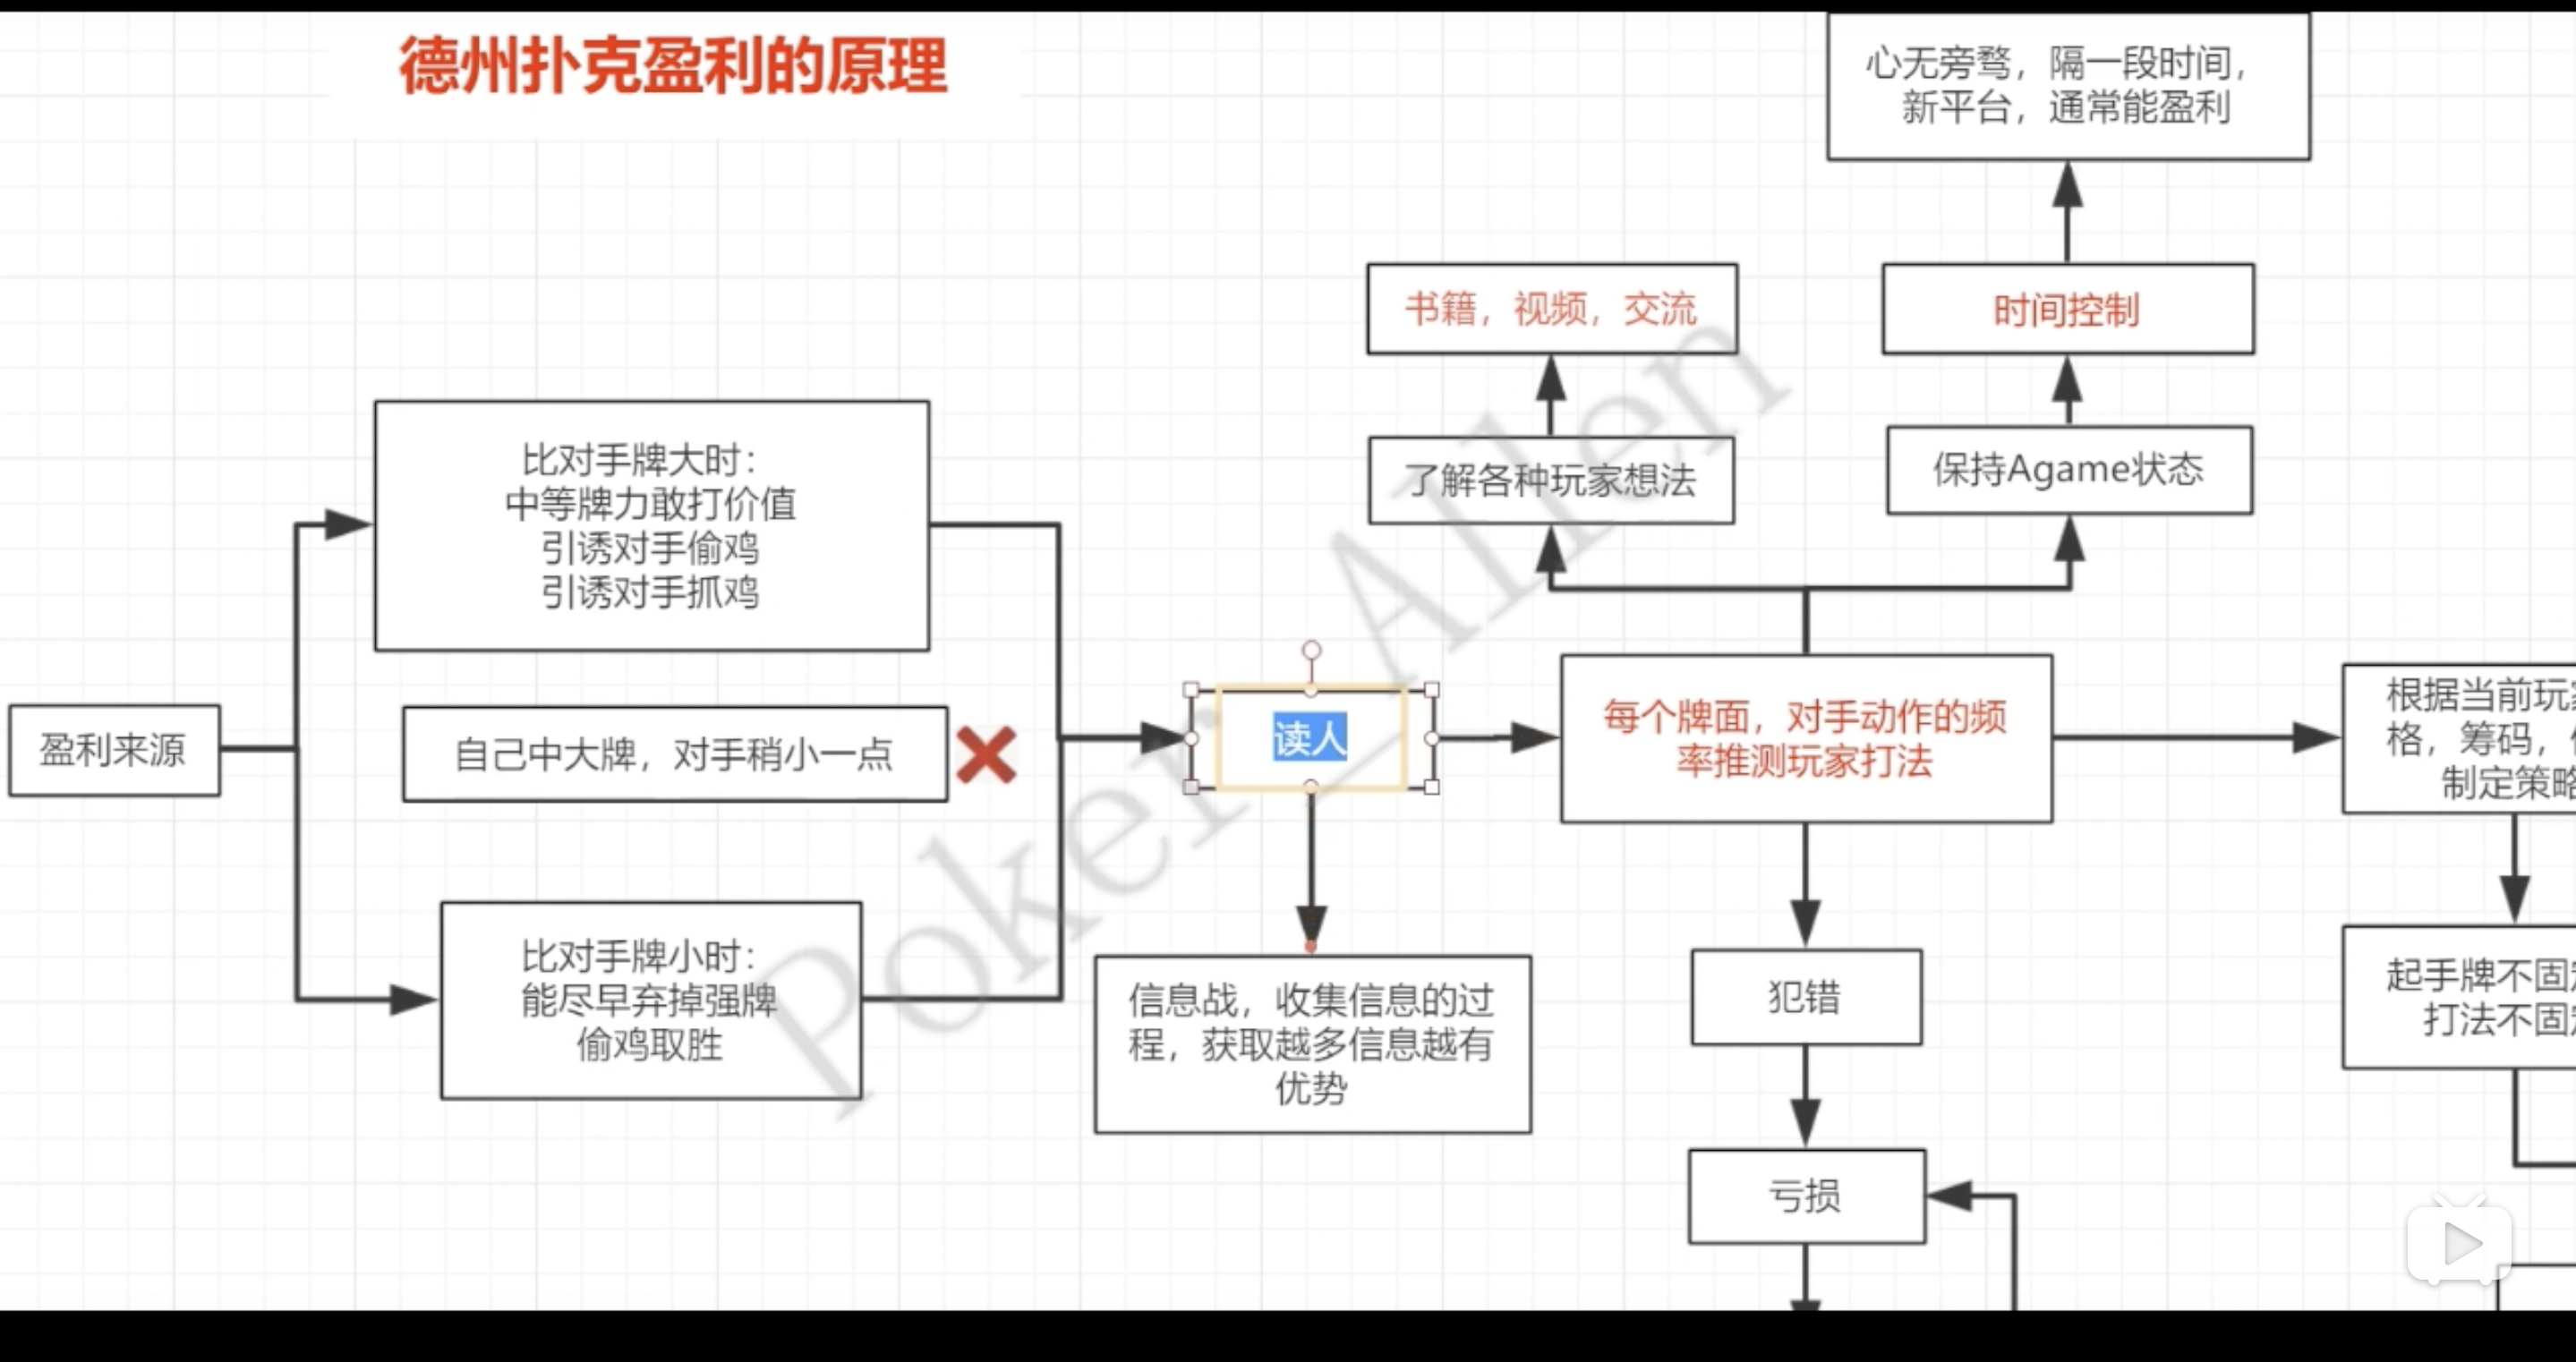 德州扑克盈利的原理
心无旁骛，隔一段时间，
新平台，通常能盈利
书籍，视频，交流
时间控制
了解各种玩家想法
保持Agame状态
比对手牌大时：
中等牌力敢打价值
引诱对手偷鸡
引诱对手抓鸡
盈利来源
自己中大牌，对手稍小一点
读人
每个牌面，对手动作的频
率推测玩家打法
根据当前玩
格，筹码，
制定策略
比对手牌小时：
能尽早弃掉强牌
偷鸡取胜
信息战，收集信息的过
程，获取越多信息越有
优势
犯错
起手牌不固
打法不固
亏损
Poker_Allen